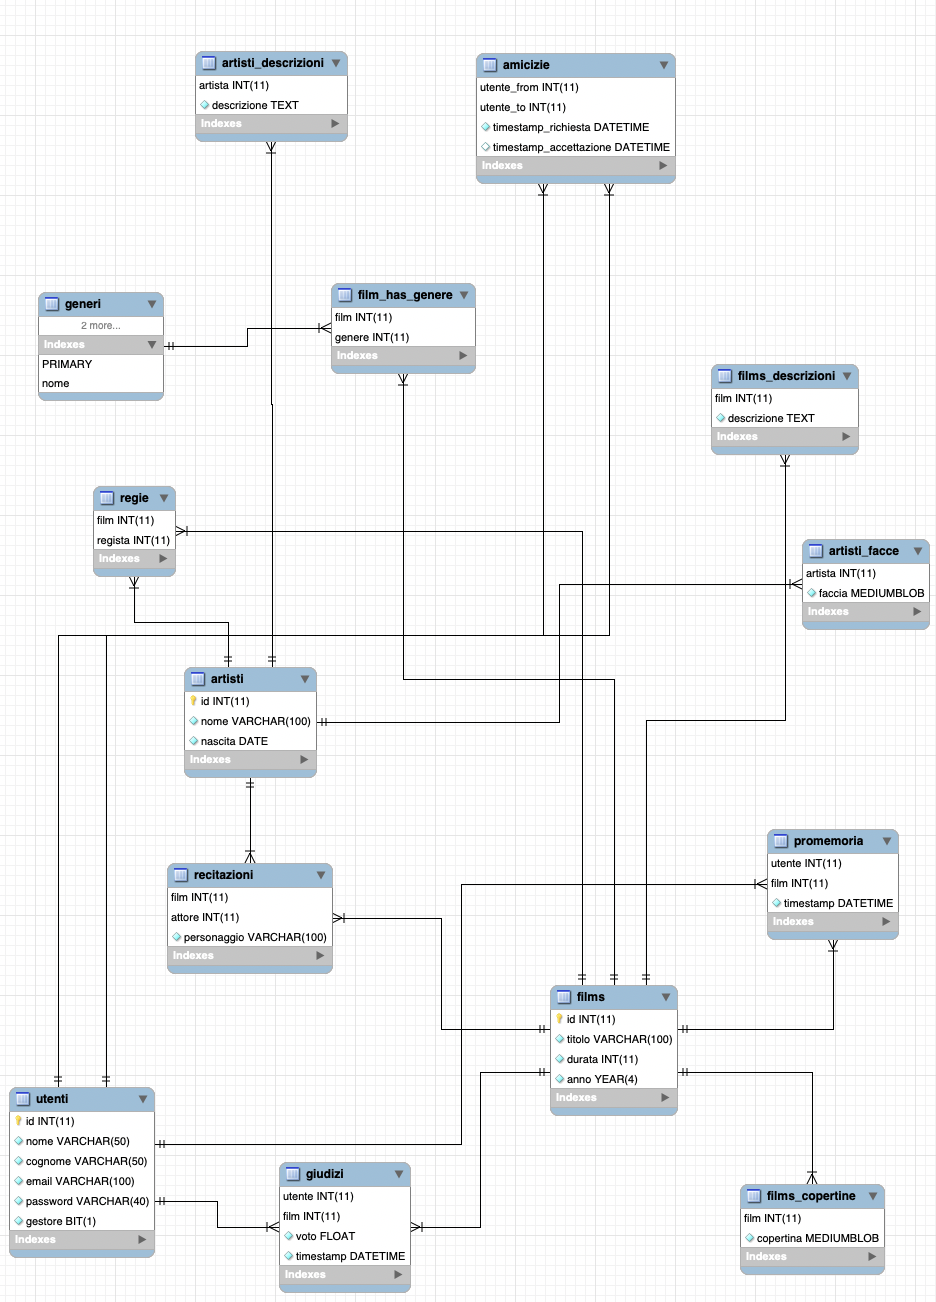 artisti_descrizioni
artista INT(11)
descrizione TEXT
Indexes
amicizie
utente_from INT(11)
utente_to INT(11)
timestamp_richiesta DATETIME
timestamp_accettazione DATETIME
Indexes
generi
2 more...
Indexes
PRIMARY
nome
film_has_genere
film INT(11)
genere INT(11)
Indexes
films_descrizioni
film INT(11)
descrizione TEXT
Indexes
regie
film INT(11)
regista INT(11)
Indexes
artisti_facce
artista INT(11)
faccia MEDIUMBLOB
Indexes
artisti
id INT(11)
nome VARCHAR(100)
nascita DATE
Indexes
recitazioni
film INT(11)
attore INT(11)
personaggio VARCHAR(100)
Indexes
promemoria
utente INT(11)
film INT(11)
timestamp DATETIME
Indexes
films
id INT(11)
titolo VARCHAR(100)
durata INT(11)
anno YEAR(4)
Indexes
utenti
id INT(11)
nome VARCHAR(50)
cognome VARCHAR(50)
email VARCHAR(100)
password VARCHAR(40)
gestore BIT(1)
Indexes
giudizi
utente INT(11)
film INT(11)
voto FLOAT
timestamp DATETIME
Indexes
films_copertine
film INT(11)
copertina MEDIUMBLOB
Indexes